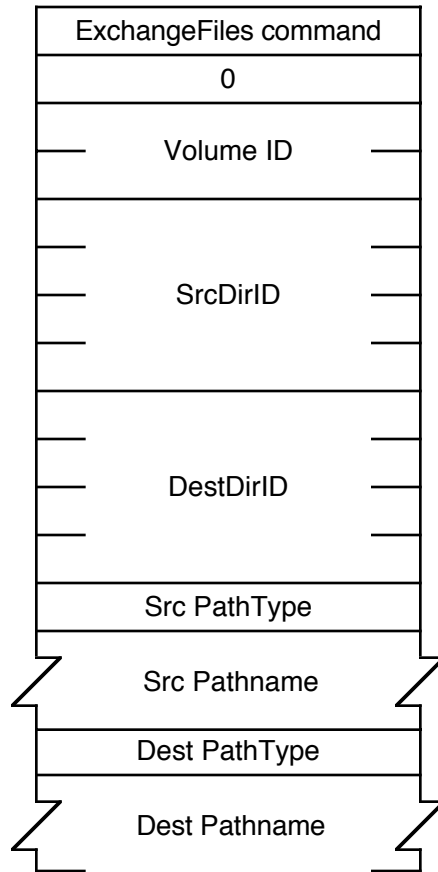 ExchangeFiles command
0
Volume ID
SrcDirID
DestDirID
Src PathType
Src Pathname
Dest PathType
Dest Pathname